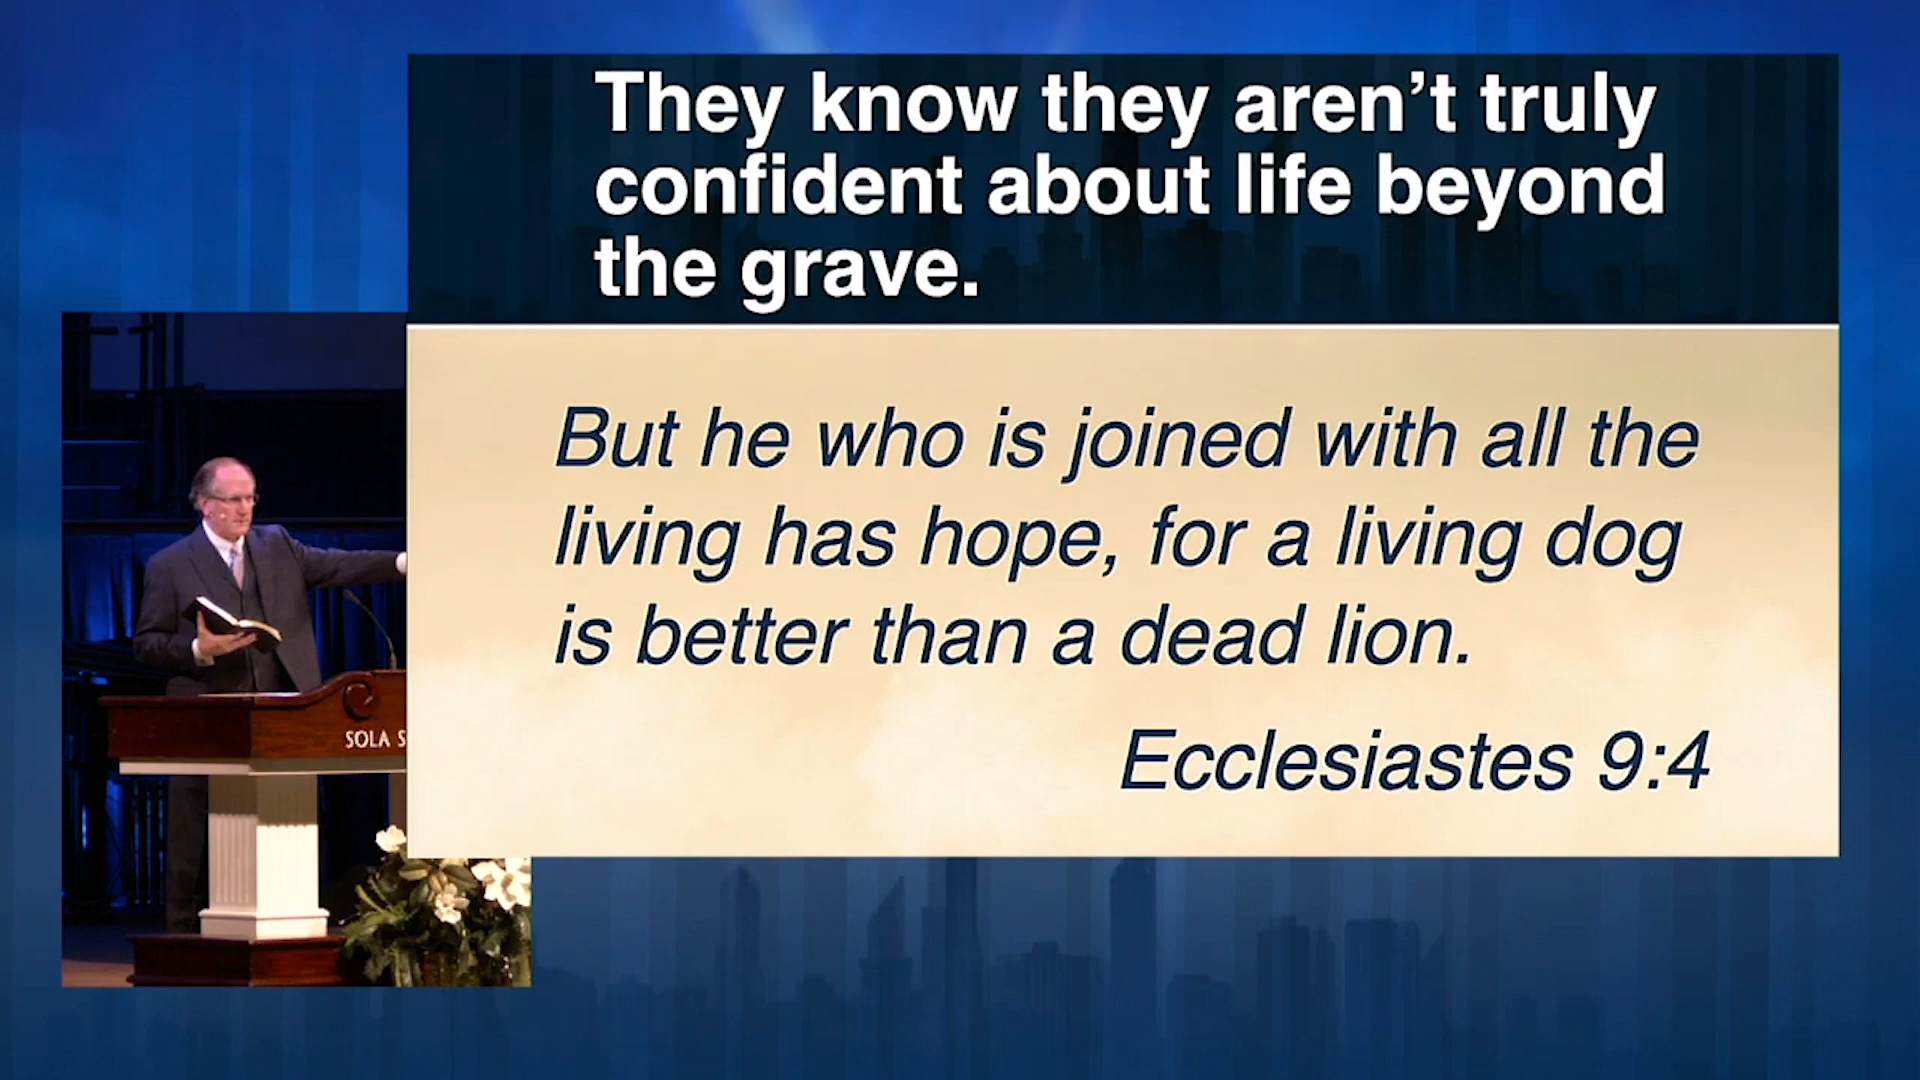 They know they aren’t truly
confident about life beyond
the grave.
But he who is joined with all the
living has hope, for a living dog
is better than a dead lion.
Ecclesiastes 9:4
SOLA S